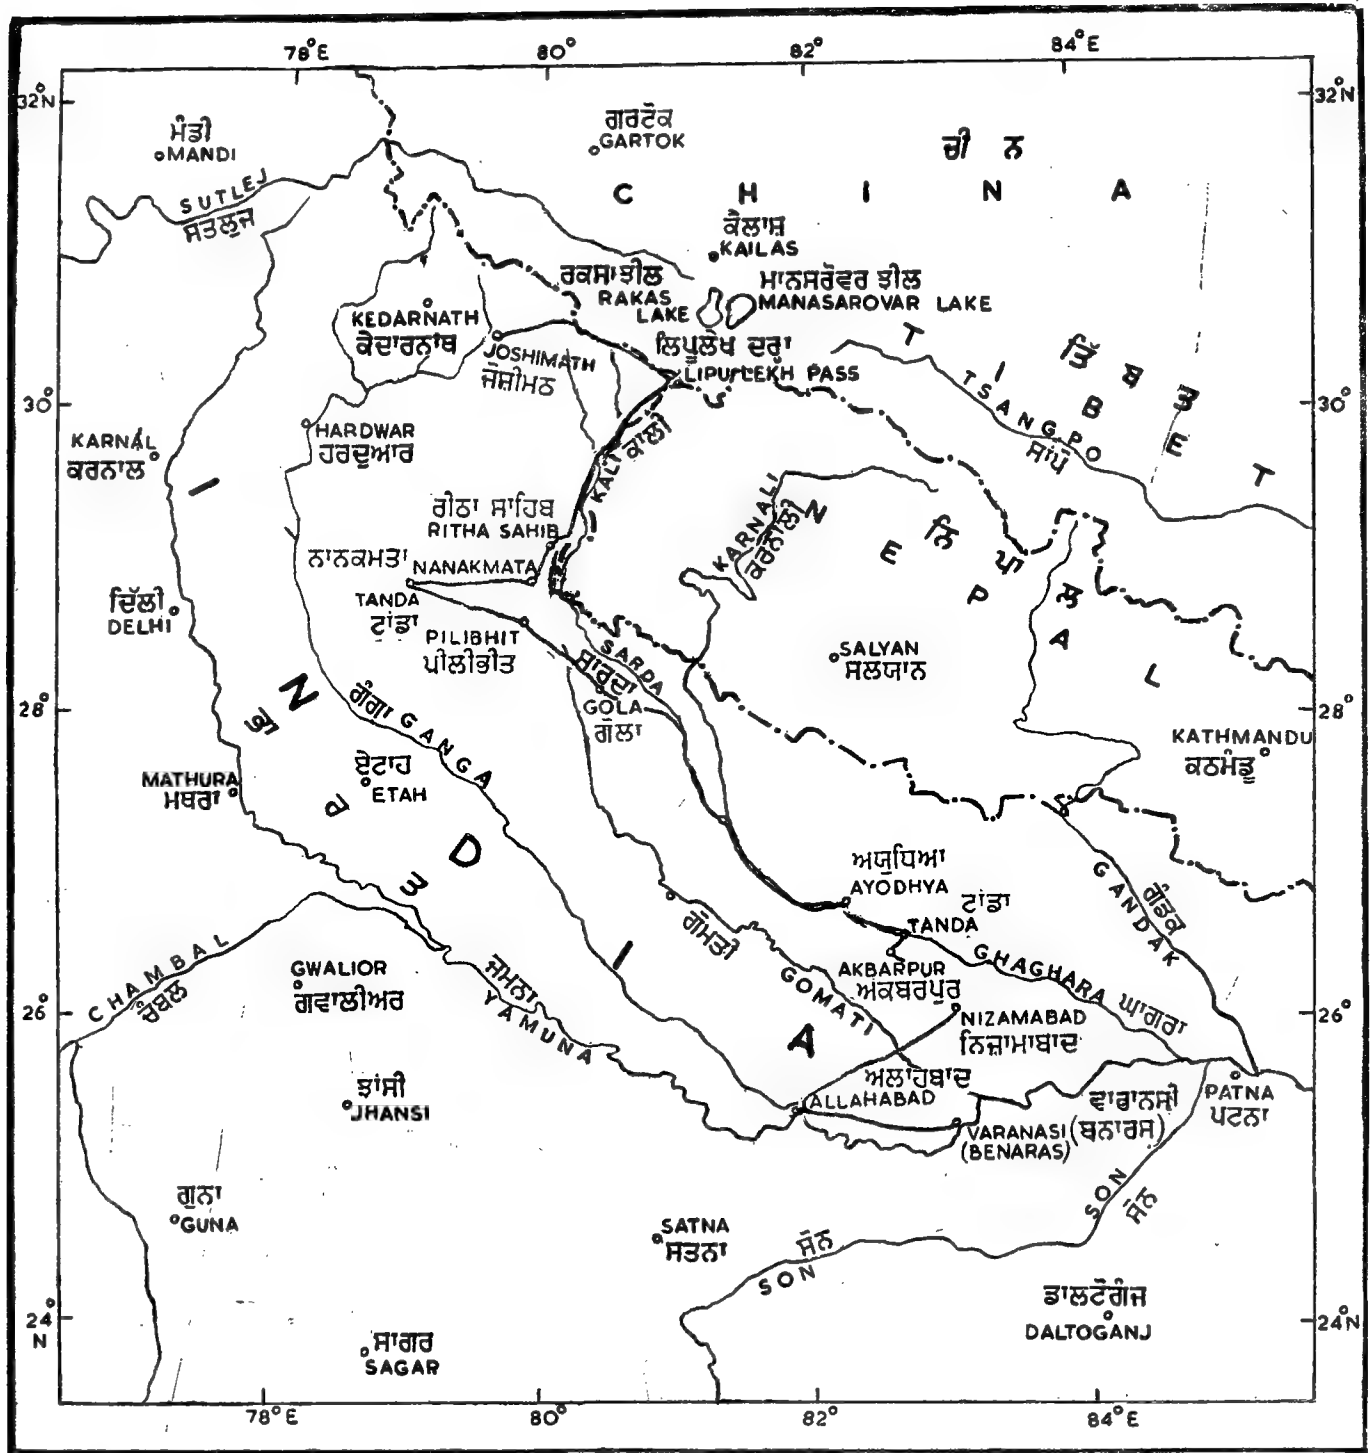 78°E 80° 82° 84°E
32°N 32°N
ਮੰਡੀ
MANDI
ਗਰਟੋਕ
GARTOK
ਚੀਨ
CHINA
SUTLEJ
ਸਤਲੁਜ
ਕੈਲਾਸ਼
KAILAS
ਰਕਸਾਝੀਲ
RAKAS
LAKE
ਮਾਨਸਰੋਵਰ ਝੀਲ
MANASAROVAR LAKE
KEDARNATH
ਕੇਦਾਰਨਾਥ
JOSHIMATH
ਜੋਸ਼ੀਮਠ
ਲਿਪੂਲੇਖ ਦਰ੍ਹਾ
LIPULEKH PASS
TIBET
ਤਿੱਬਤ
TSANGPO
ਸਾਂਪੋ
30° 30°
HARDWAR
ਹਰਦੁਆਰ
KARNAL
ਕਰਨਾਲ
KALI
ਕਾਲੀ
KARNALI
ਕਰਨਾਲੀ
ਰੀਠਾ ਸਾਹਿਬ
RITHA SAHIB
ਨਾਨਕਮਤਾ
NANAKMATA
NEPAL
ਨਿਪਾਲ
ਦਿੱਲੀ
DELHI
TANDA
ਟਾਂਡਾ
PILIBHIT
ਪੀਲੀਭੀਤ
SARDA
ਸਾਰਦਾ
SALYAN
ਸਲਯਾਨ
28° 28°
GOLA
ਗੋਲਾ
ਗੰਗਾ GANGA
KATHMANDU
ਕਠਮੰਡੂ
INDIA
ਭਾਰਤ
MATHURA
ਮਥਰਾ
ਏਟਾਹ
ETAH
ਅਯੁਧਿਆ
AYODHYA
ਟਾਂਡਾ
TANDA
GANDAK
ਗੰਡਕ
ਗੋਮਤੀ
GOMATI
AKBARPUR
ਅਕਬਰਪੁਰ
GHAGHARA ਘਾਗਰਾ
CHAMBAL
ਚੰਬਲ
GWALIOR
ਗਵਾਲੀਅਰ
ਜਮਨਾ
YAMUNA
26° 26°
NIZAMABAD
ਨਿਜ਼ਾਮਾਬਾਦ
ਝਾਂਸੀ
JHANSI
ਅਲਾਹਬਾਦ
ALLAHABAD
ਵਾਰਾਨਸੀ
VARANASI (ਬਨਾਰਸ)
(BENARAS)
PATNA
ਪਟਨਾ
ਗੁਨਾ
GUNA
SATNA
ਸਤਨਾ
SON
ਸੋਨ
ਸੋਨ
SON
24°
N
24°N
ਡਾਲਟੋਗੰਜ
DALTOGANJ
ਸਾਗਰ
SAGAR
78°E 80° 82° 84°E